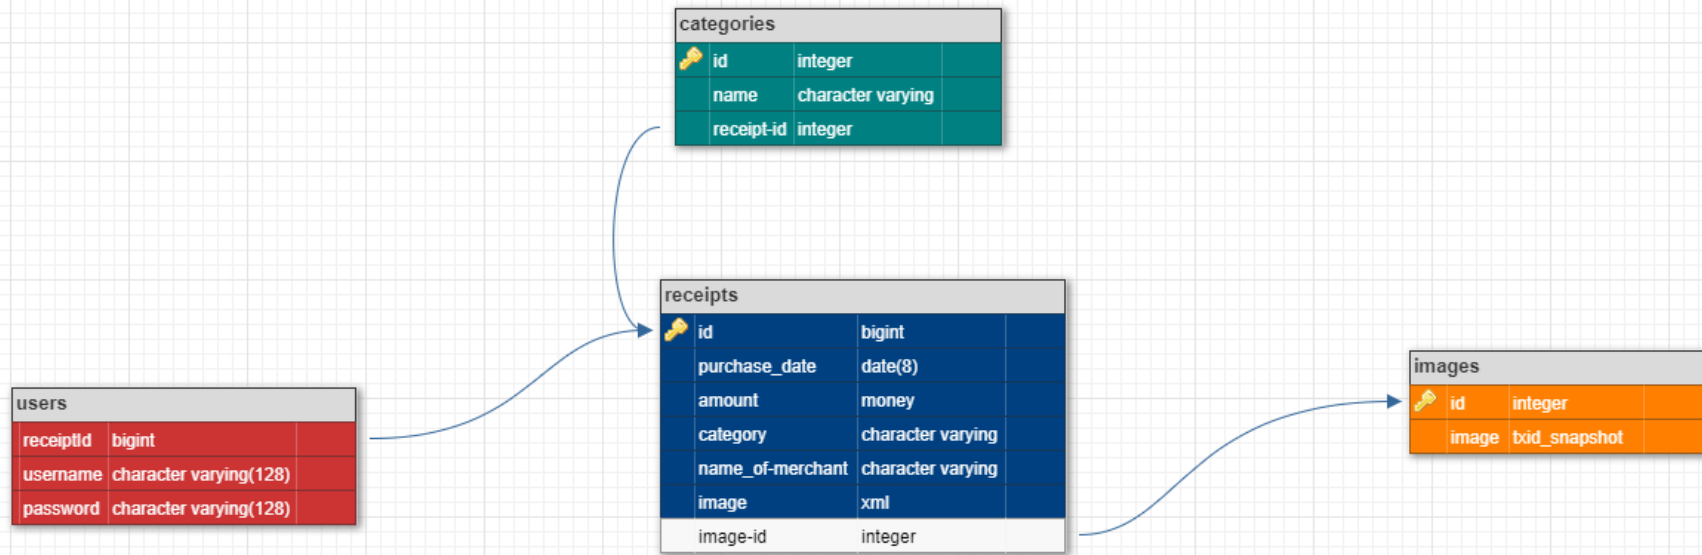 categories
id integer
name character varying
receipt-id integer
receipts
id bigint
purchase_date date(8)
amount money
category character varying
name_of-merchant character varying
image xml
image-id integer
users
receiptId bigint
username character varying(128)
password character varying(128)
images
id integer
image txid_snapshot